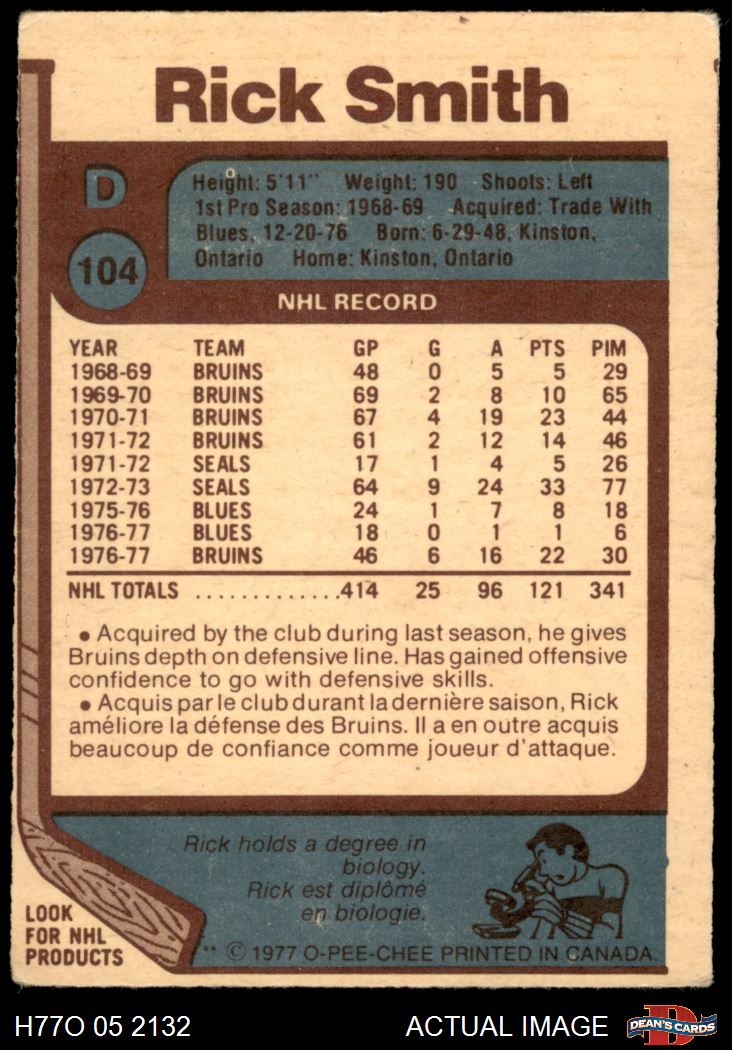 Rick Smith
D
104
Height: 5'11" Weight: 190 Shoots: Left
1st Pro Season: 1968-69 Acquired: Trade With
Blues, 12-20-76 Born: 6-29-48, Kinston,
Ontario Home: Kinston, Ontario
NHL RECORD
YEAR TEAM GP G A PTS PIM
1968-69 BRUINS 48 0 5 5 29
1969-70 BRUINS 69 2 8 10 65
1970-71 BRUINS 67 4 19 23 44
1971-72 BRUINS 61 2 12 14 46
1971-72 SEALS 17 1 4 5 26
1972-73 SEALS 64 9 24 33 77
1975-76 BLUES 24 1 7 8 18
1976-77 BLUES 18 0 1 1 6
1976-77 BRUINS 46 6 16 22 30
NHL TOTALS .............414 25 96 121 341
• Acquired by the club during last season, he gives
Bruins depth on defensive line. Has gained offensive
confidence to go with defensive skills.
• Acquis par le club durant la dernière saison, Rick
améliore la défense des Bruins. Il a en outre acquis
beaucoup de confiance comme joueur d'attaque.
Rick holds a degree in
biology.
Rick est diplômé
en biologie.
LOOK
FOR NHL
PRODUCTS
** © 1977 O-PEE-CHEE PRINTED IN CANADA.
H77O 05 2132 ACTUAL IMAGE D DEAN'S CARDS